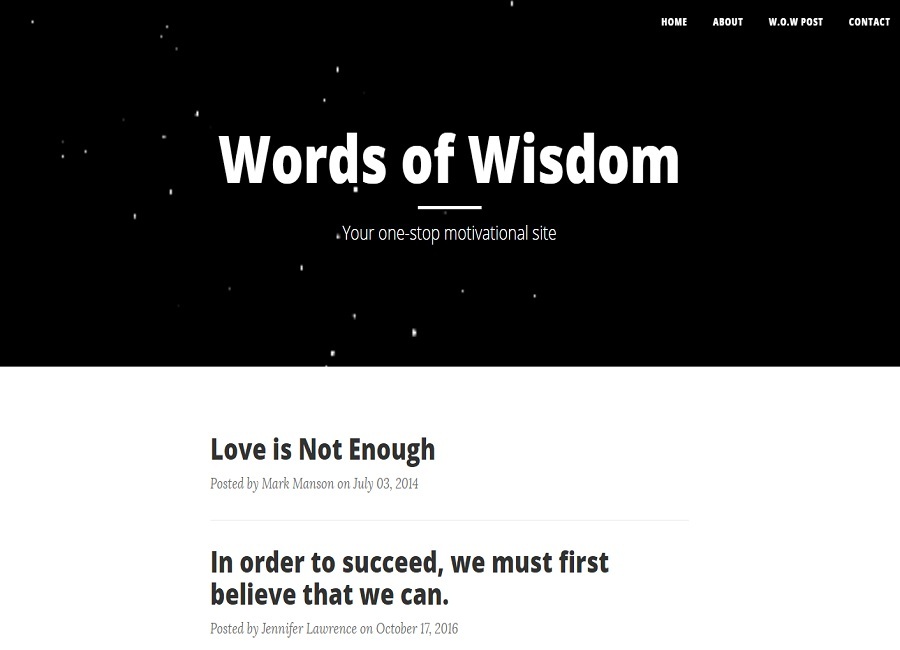 HOME ABOUT W.O.W POST CONTACT
Words of Wisdom
Your one-stop motivational site
Love is Not Enough
Posted by Mark Manson on July 03, 2014
In order to succeed, we must first
believe that we can.
Posted by Jennifer Lawrence on October 17, 2016